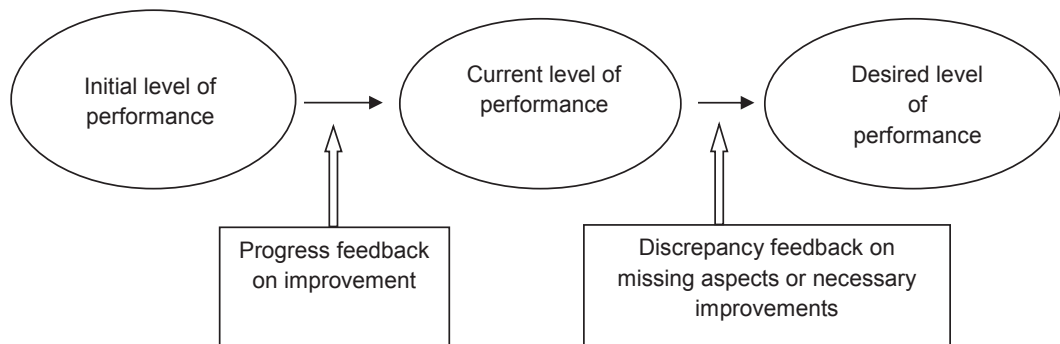 Initial level of
performance
Current level of
performance
Desired level
of
performance
Progress feedback
on improvement
Discrepancy feedback on
missing aspects or necessary
improvements